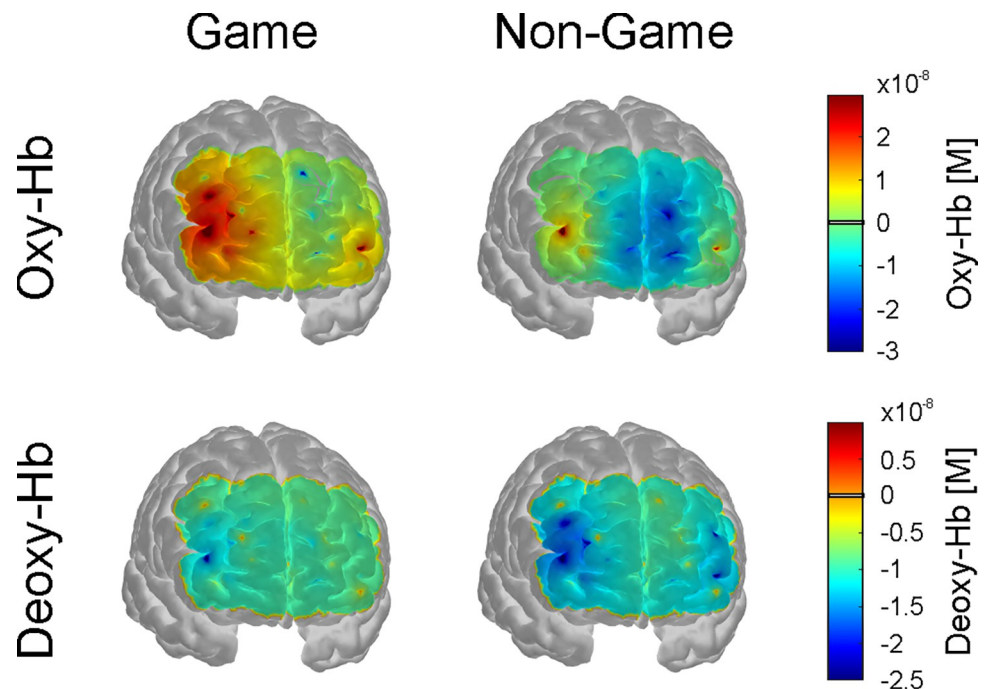 Game
Non-Game
Oxy-Hb
x10⁻⁸
2
1
0
-1
-2
-3
Oxy-Hb [M]
Deoxy-Hb
x10⁻⁸
0.5
0
-0.5
-1
-1.5
-2
-2.5
Deoxy-Hb [M]